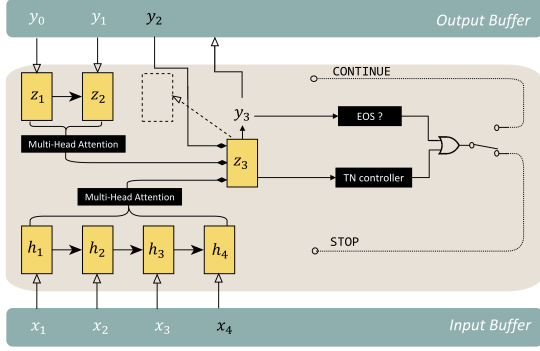 y₀ y₁ y₂ Output Buffer
CONTINUE
z₁ z₂
y₃ EOS ?
Multi-Head Attention
z₃
TN controller
Multi-Head Attention
h₁ h₂ h₃ h₄ STOP
x₁ x₂ x₃ x₄ Input Buffer